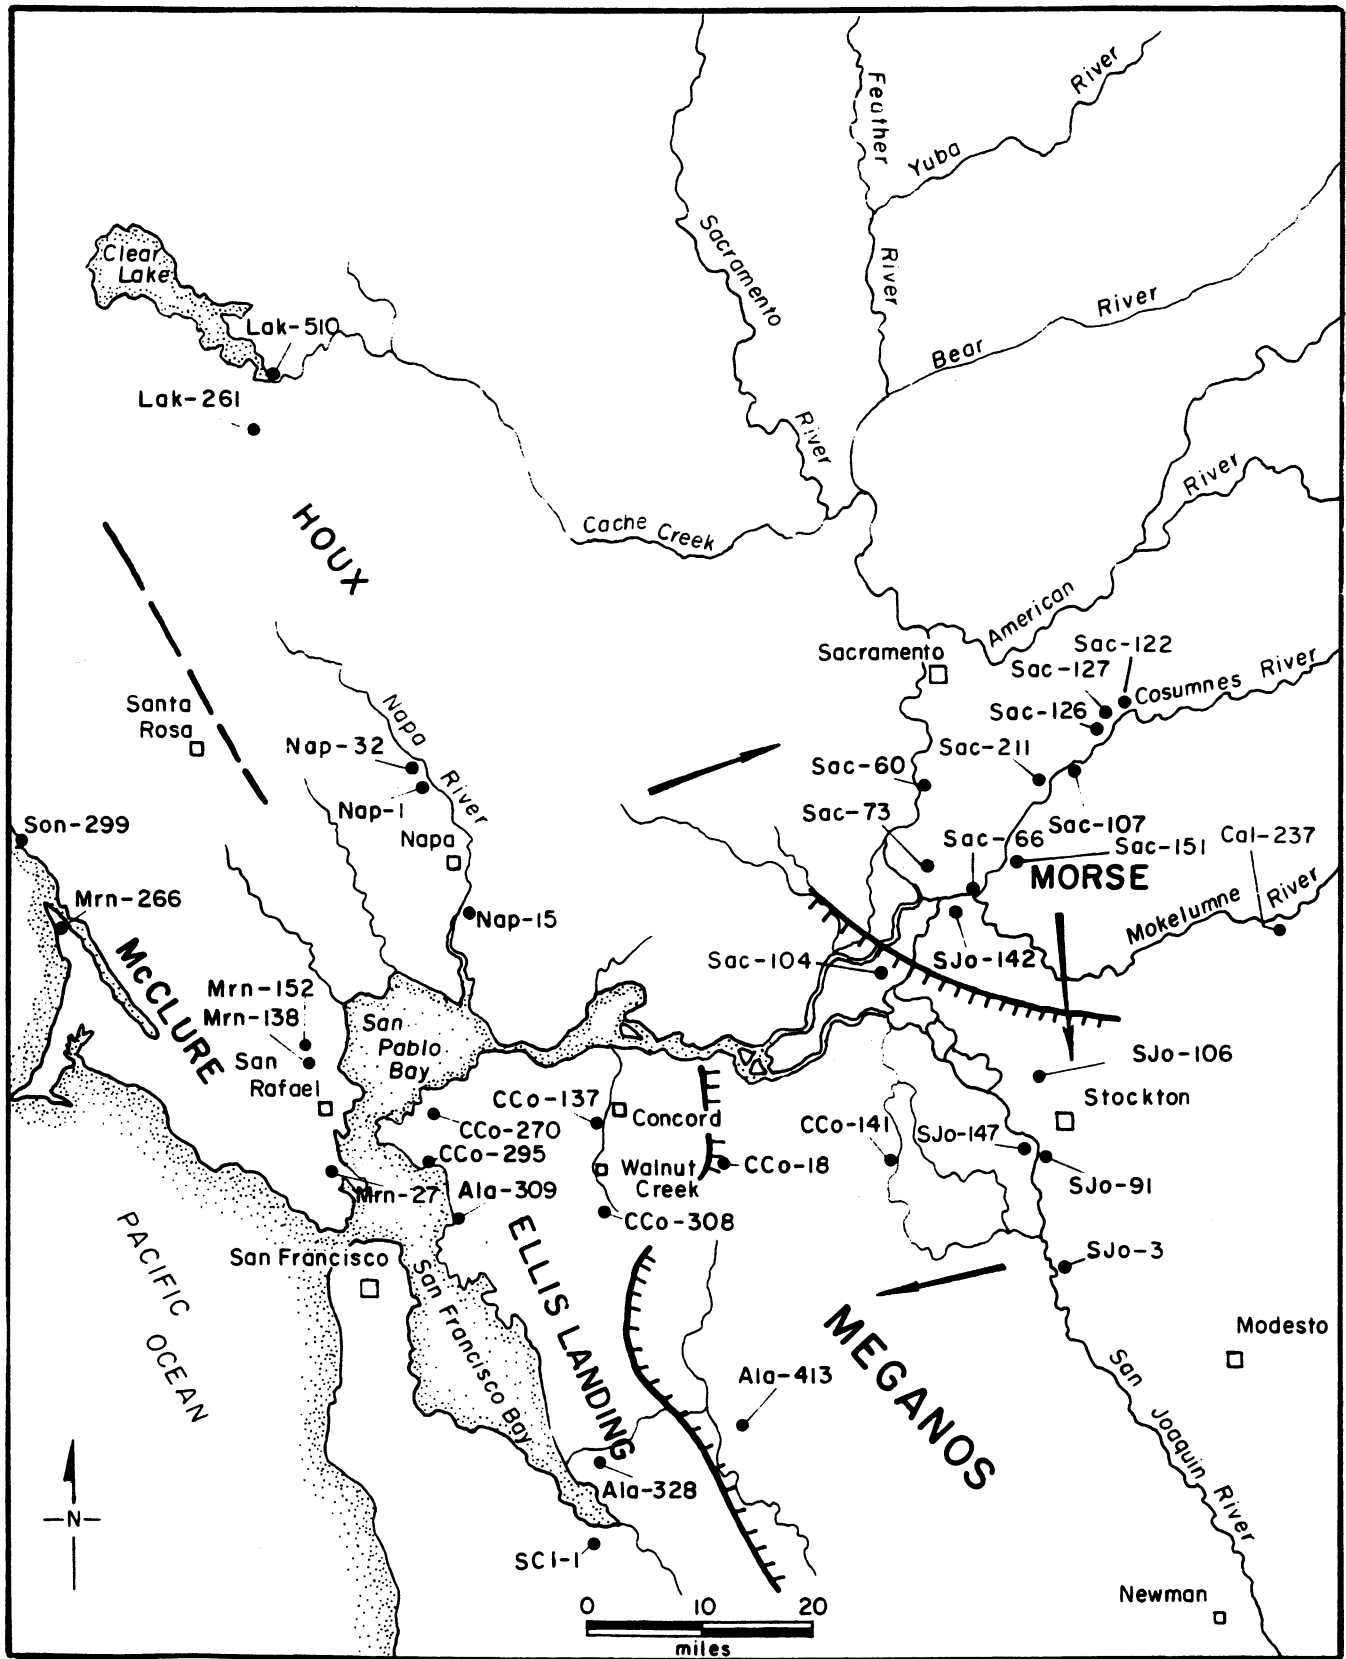 Feather
River
Yuba
River
Sacramento
River
Clear
Lake
Lak-510
Bear
River
Lak-261
River
American
Cache Creek
HOUX
Sacramento
Sac-122
Sac-127
Cosumnes River
Sac-126
Santa
Rosa
Napa
River
Nap-32
Nap-1
Napa
Sac-211
Sac-60
Sac-73
Sac-107
Sac-66
Sac-151
Cal-237
Son-299
MORSE
Mrn-266
Nap-15
Mokelumne River
McCLURE
Sac-104
SJo-142
Mrn-152
Mrn-138
San
Rafael
San
Pablo
Bay
SJo-106
Stockton
CCo-137
Concord
CCo-270
CCo-141
SJo-147
CCo-295
Walnut
Creek
CCo-18
Mrn-27
Ala-309
SJo-91
CCo-308
San Francisco
SJo-3
PACIFIC
OCEAN
San Francisco Bay
ELLIS LANDING
MEGANOS
Modesto
Ala-413
San Joaquin River
Ala-328
N
SCl-1
Newman
0 10 20
miles